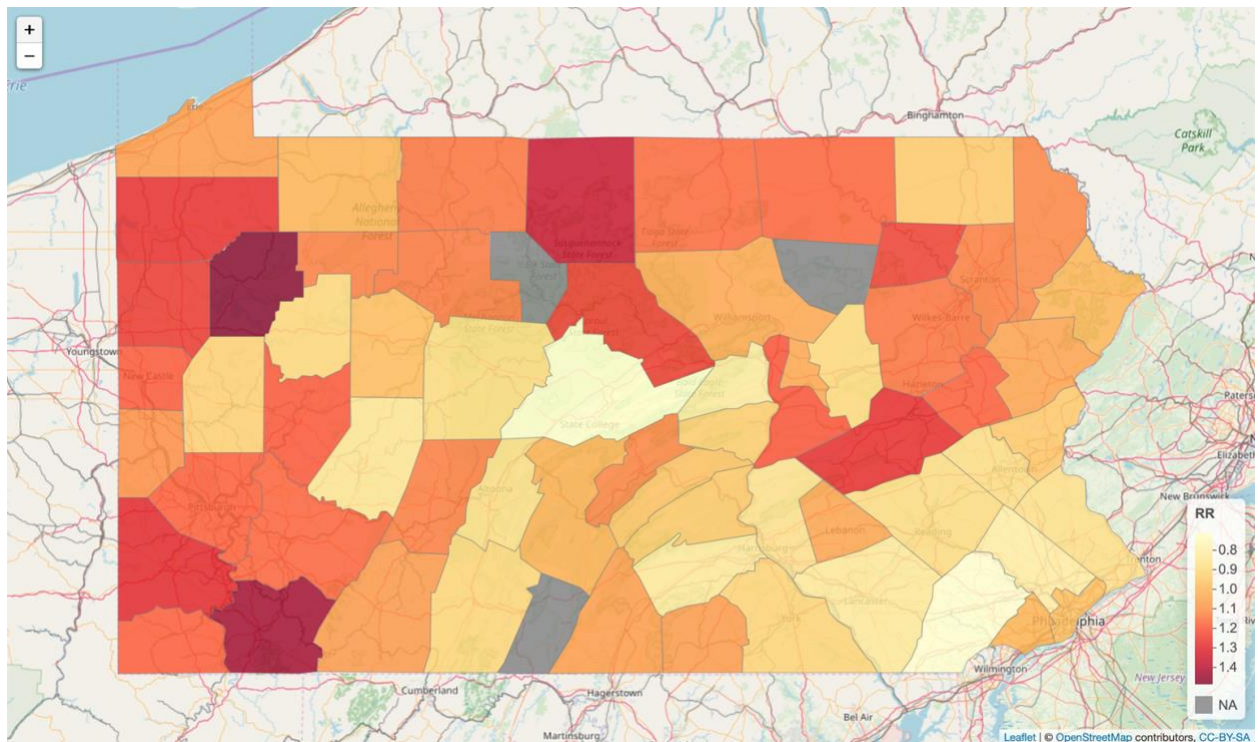 +
−
Erie
Binghamton
Catskill
Park
Allegheny
National
Forest
Susquehannock
State Forest
Tioga State
Forest
Scranton
Williamsport
Wilkes-Barre
Youngstown
New Castle
Hazleton
State College
Allentown
Altoona
Pittsburgh
Lebanon
Reading
Harrisburg
Lancaster
York
Philadelphia
New Brunswick
Wilmington
New Jersey
Cumberland
Hagerstown
Martinsburg
Bel Air
RR
0.8
0.9
1.0
1.1
1.2
1.3
1.4
NA
Leaflet | © OpenStreetMap contributors, CC-BY-SA